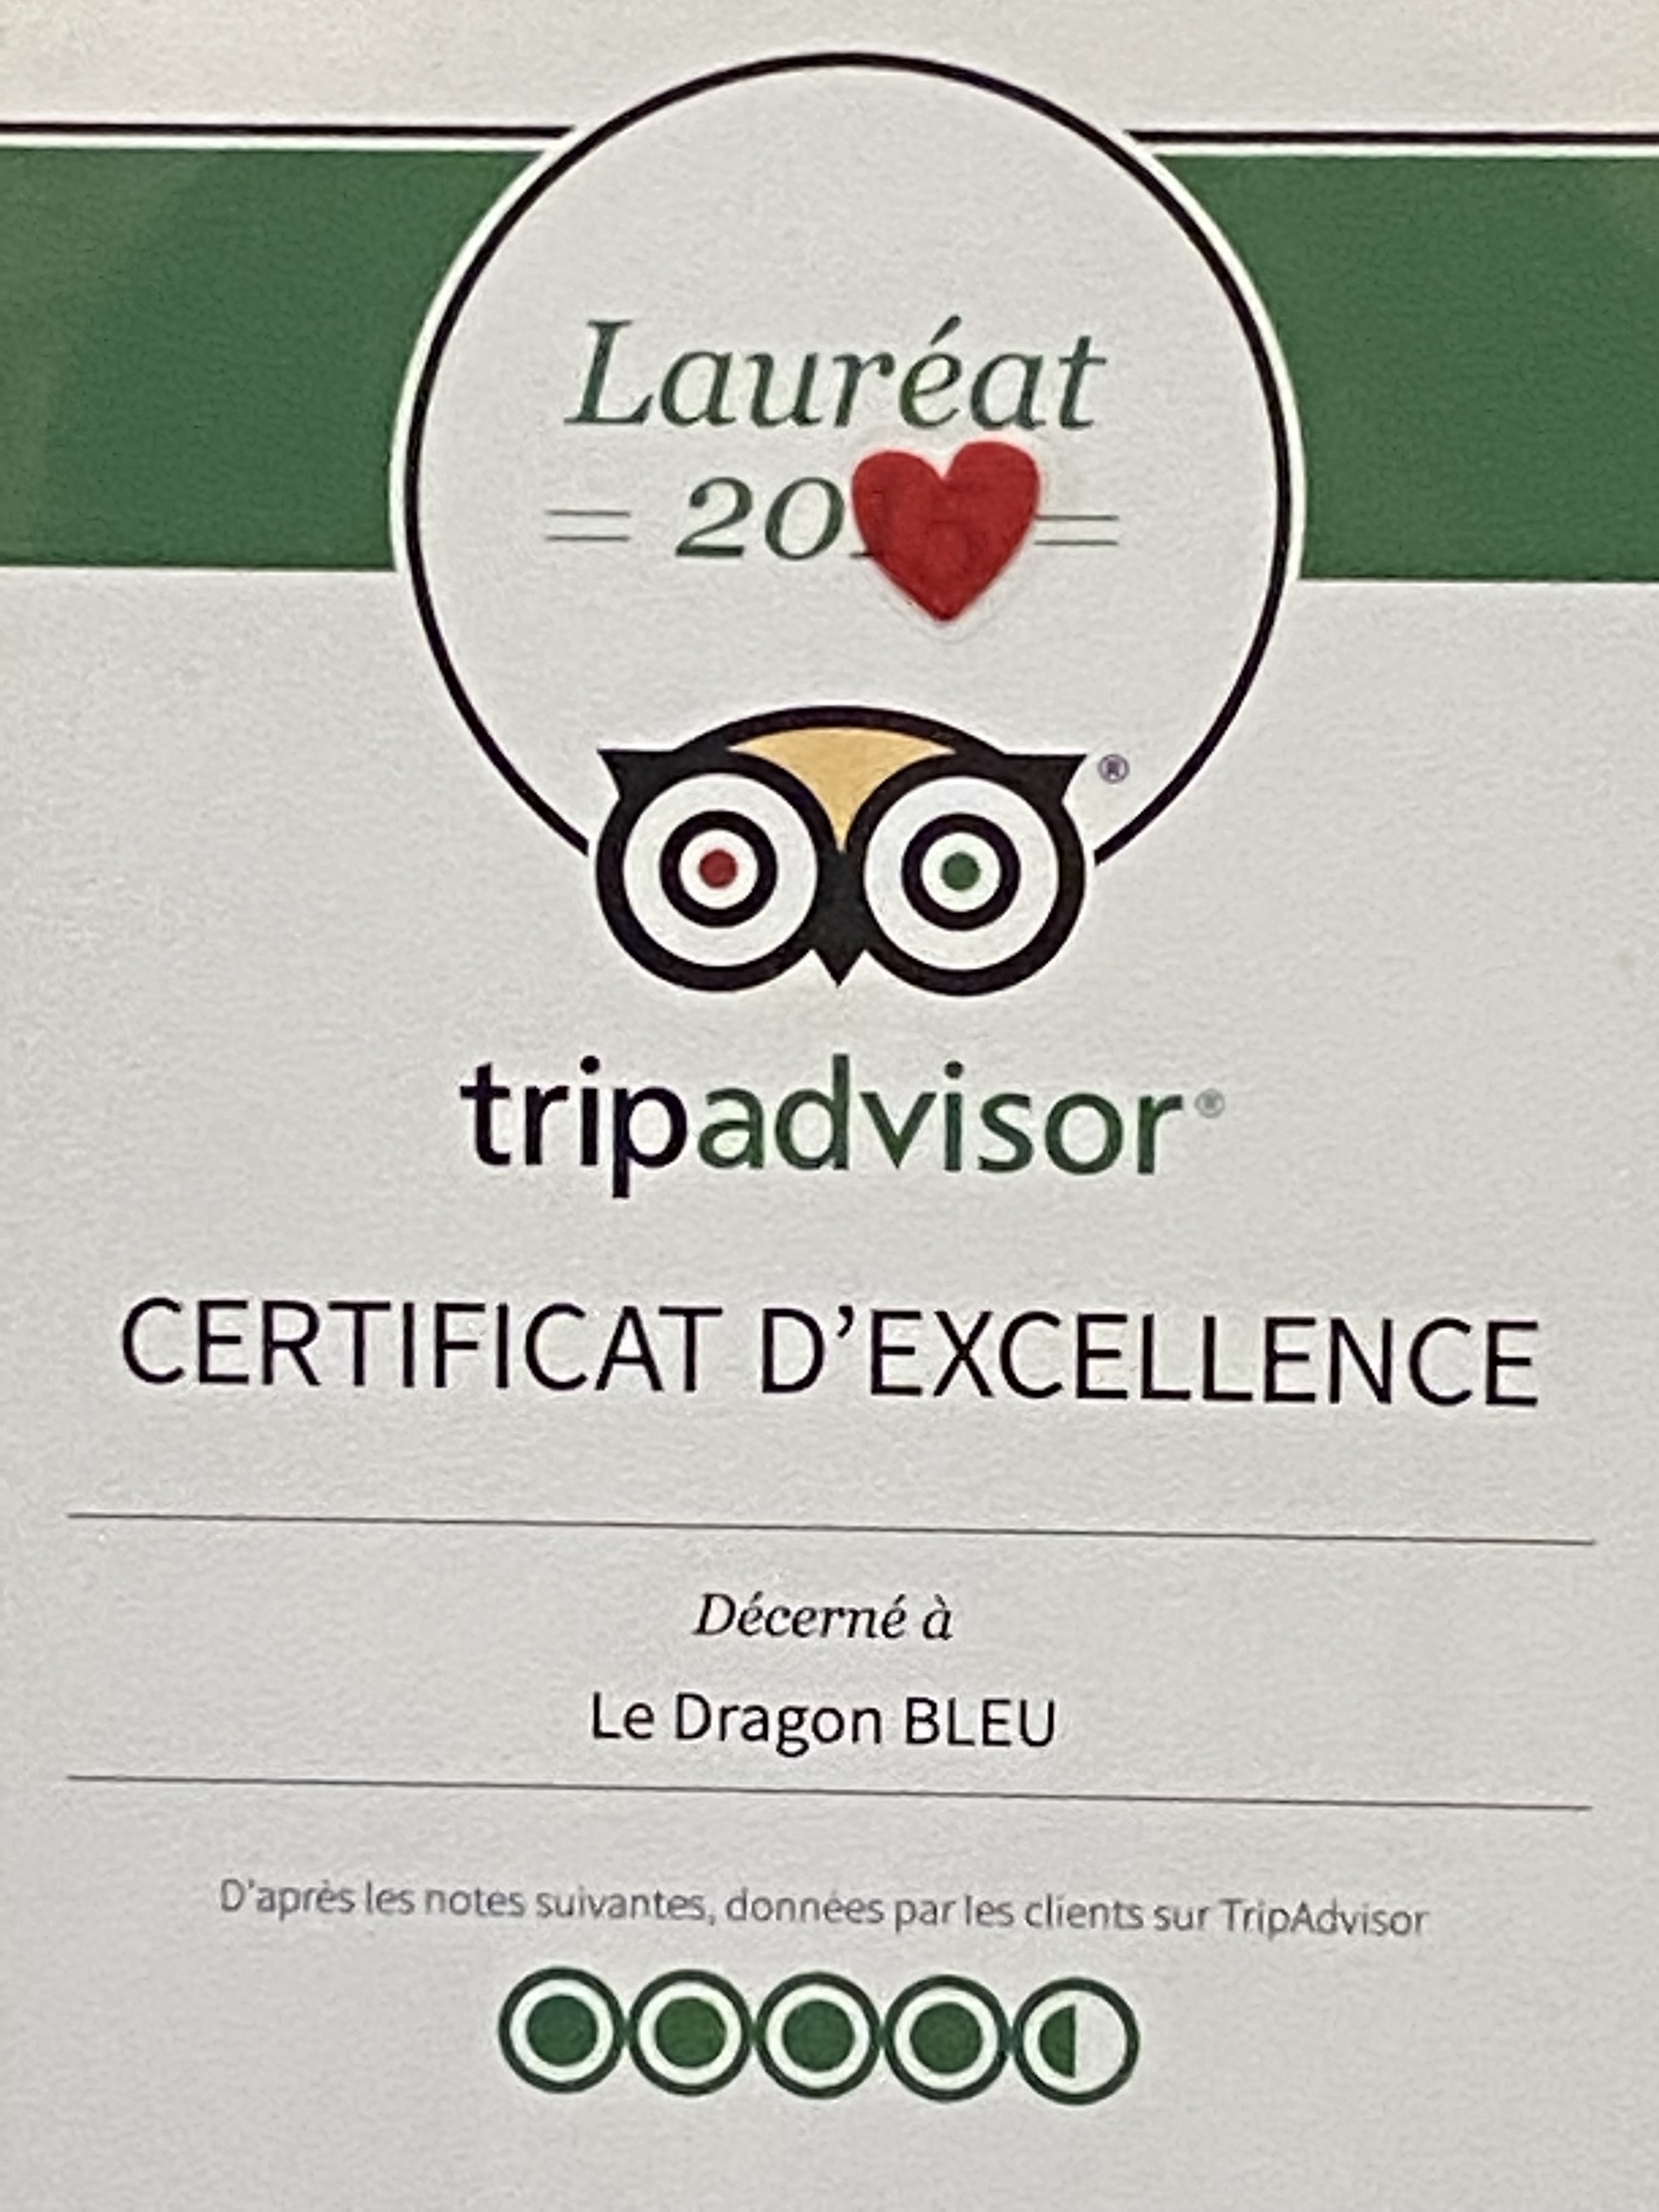 Lauréat
= 20 =
tripadvisor®
CERTIFICAT D’EXCELLENCE
Décerné à
Le Dragon BLEU
D’après les notes suivantes, données par les clients sur TripAdvisor